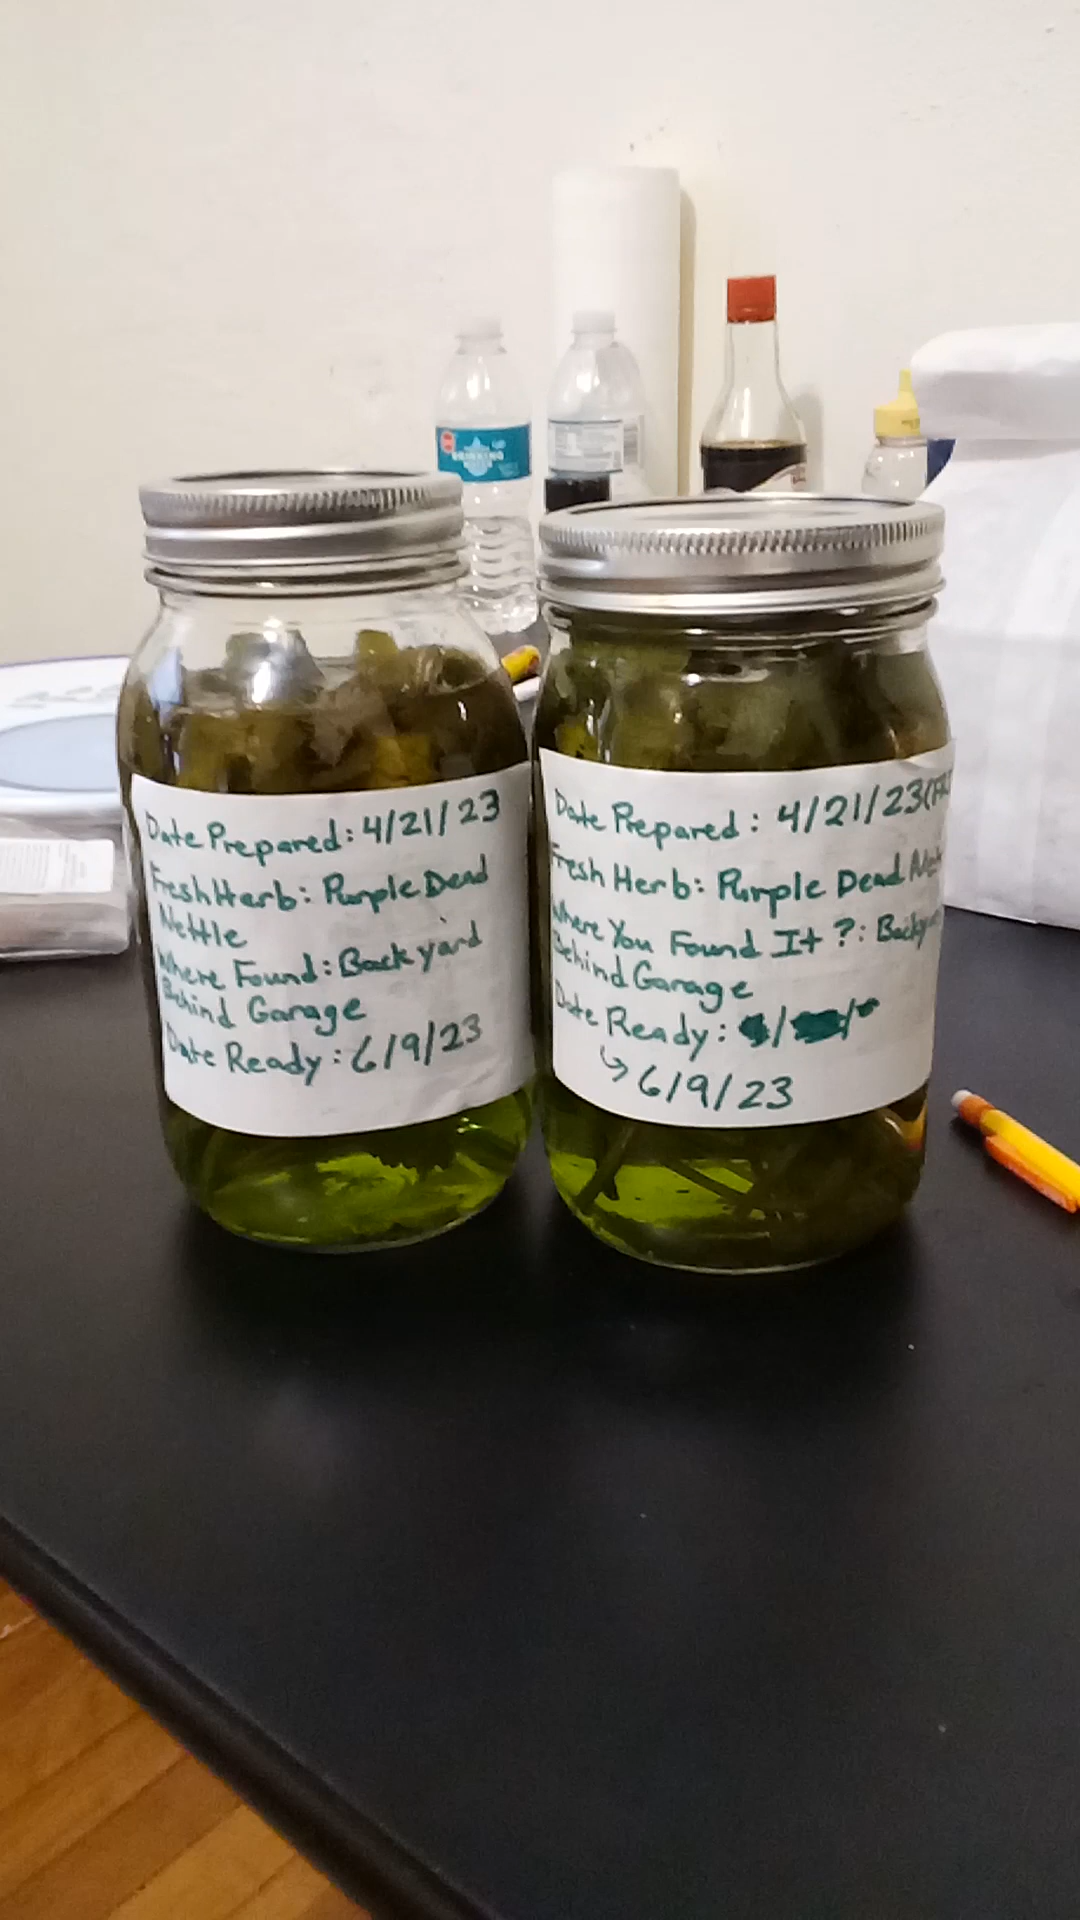 Date Prepared: 4/21/23
Fresh Herb: Purple Dead
Nettle
Where Found: Backyard
Behind Garage
Date Ready: 6/9/23
Date Prepared: 4/21/23
Fresh Herb: Purple Dead
Where You Found It?:
Behind Garage
Date Ready:
↳ 6/9/23
DRINKING